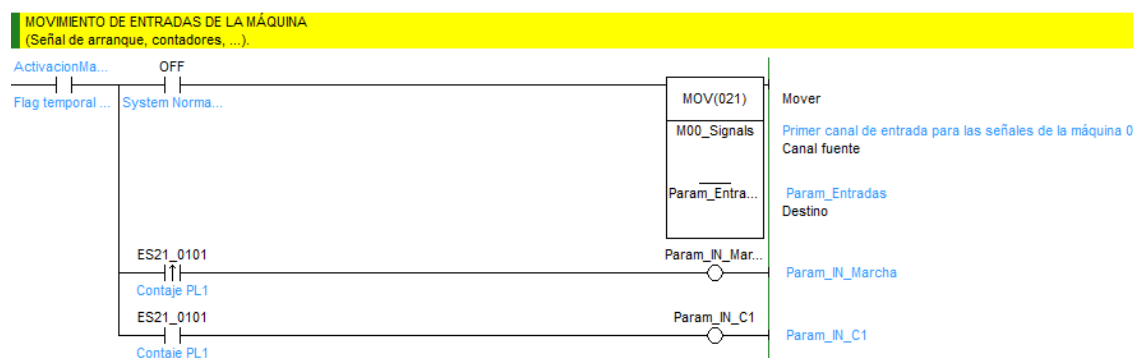 MOVIMIENTO DE ENTRADAS DE LA MÁQUINA
(Señal de arranque, contadores, ...).
ActivacionMa... OFF
Flag temporal ... System Norma...
MOV(021) Mover
M00_Signals Primer canal de entrada para las señales de la máquina 0
Canal fuente
Param_Entra... Param_Entradas
Destino
ES21_0101 Param_IN_Mar...
Param_IN_Marcha
Contaje PL1
ES21_0101 Param_IN_C1
Param_IN_C1
Contaje PL1